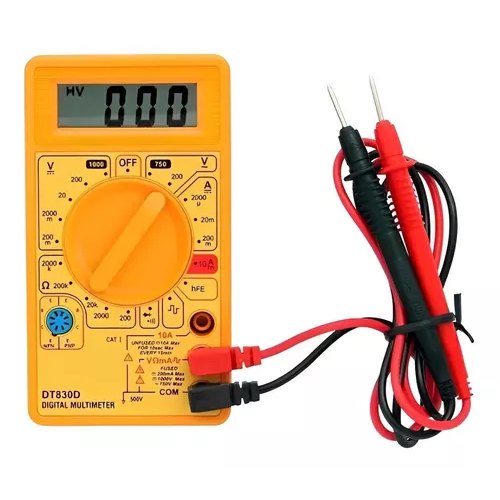 HV 000
V 1000 OFF 750 V
200 200
20 A
2000 m 2000 µ
200 m 20m
2000 k 200 m
Ω 200k 10 A
20k hFE
2000 200
E B C E
NPN PNP
CAT I
10A
UNFUSED 10A Max
FOR 10sec Max
EVERY 15min
VΩmA
FUSED
200mA Max
1000V Max
750V Max
500V COM
DT830D
DIGITAL MULTIMETER